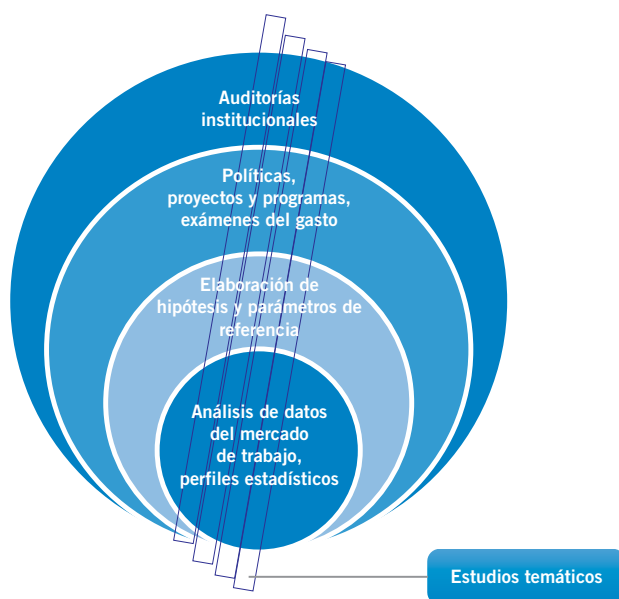 Auditorías
institucionales
Políticas,
proyectos y programas,
exámenes del gasto
Elaboración de
hipótesis y parámetros de
referencia
Análisis de datos
del mercado
de trabajo,
perfiles estadísticos
Estudios temáticos